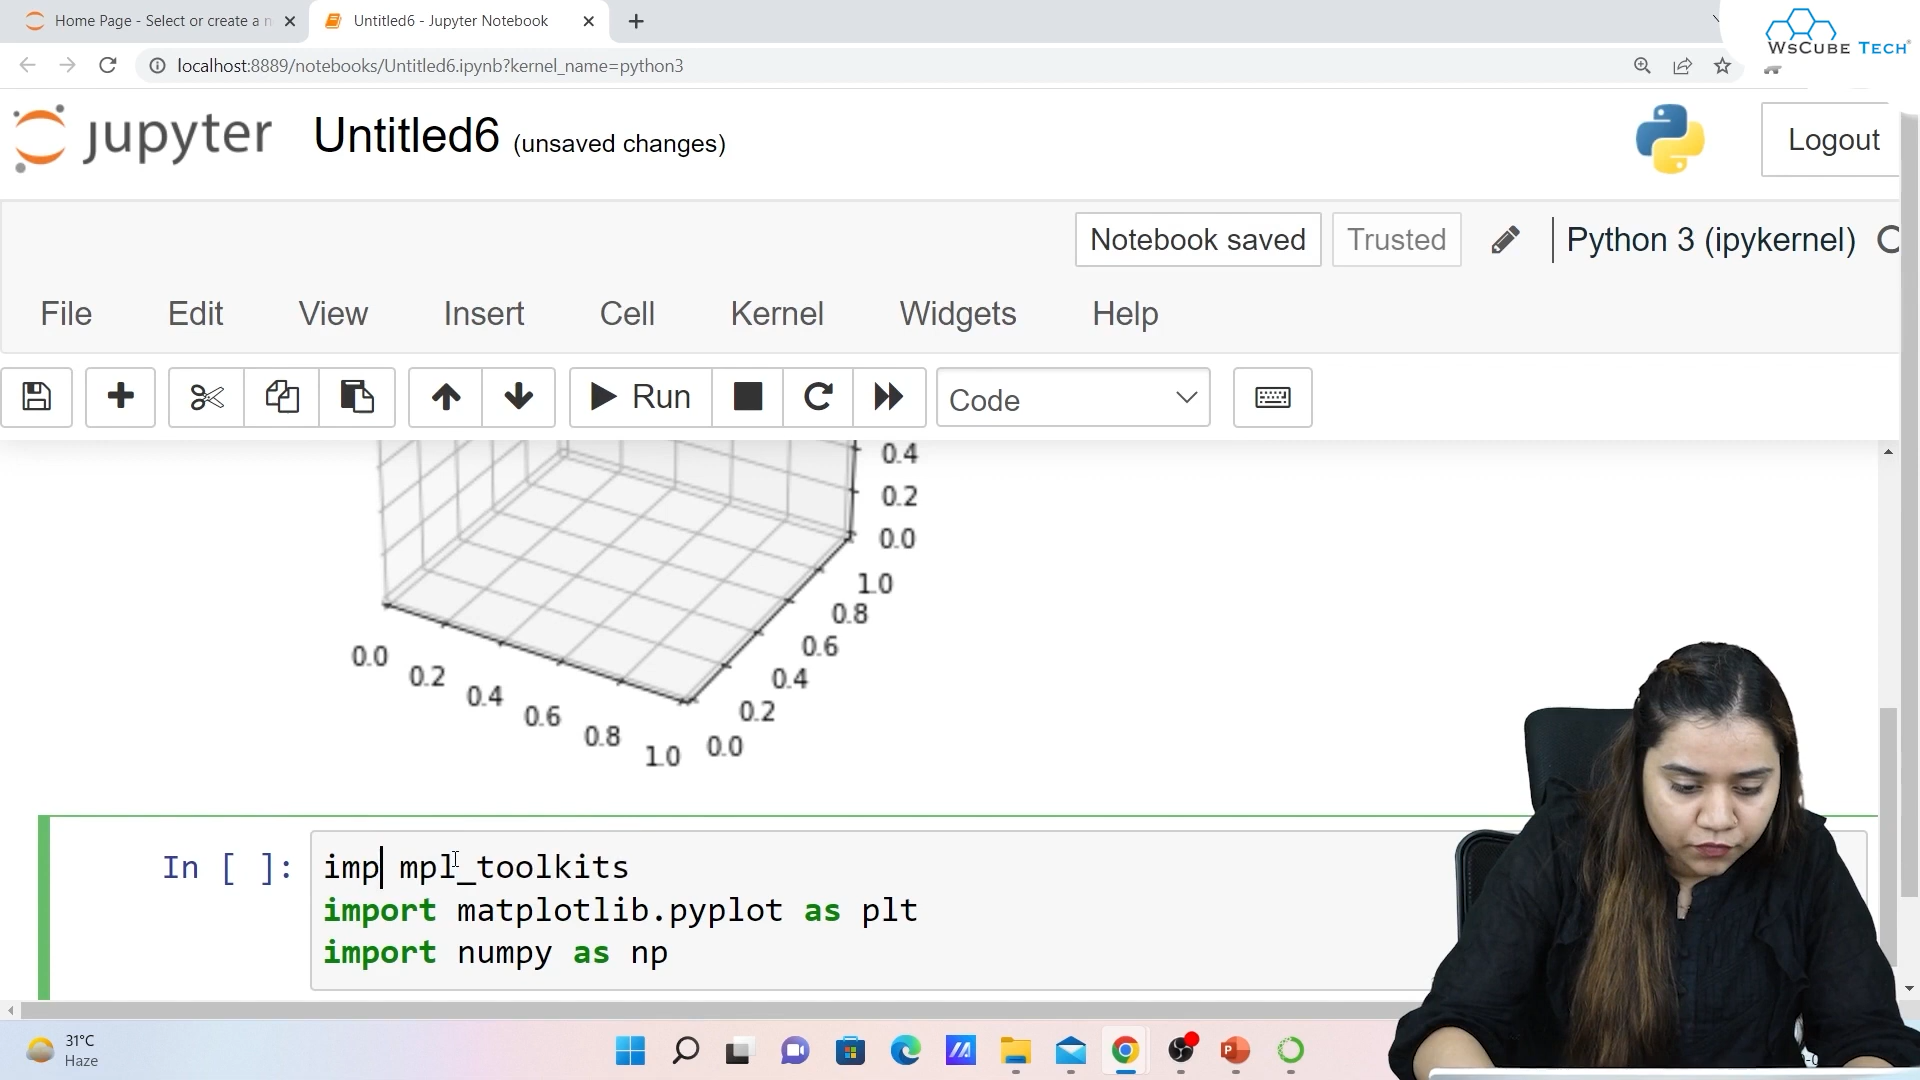 Home Page - Select or create a n
Untitled6 - Jupyter Notebook
localhost:8889/notebooks/Untitled6.ipynb?kernel_name=python3
WsCube Tech
jupyter
Untitled6 (unsaved changes)
Logout
Notebook saved
Trusted
Python 3 (ipykernel)
File
Edit
View
Insert
Cell
Kernel
Widgets
Help
Run
Code
0.4
0.2
0.0
1.0
0.8
0.6
0.4
0.2
0.0
0.0
0.2
0.4
0.6
0.8
1.0
In [ ]:
imp mpl_toolkits
import matplotlib.pyplot as plt
import numpy as np
31°C
Haze